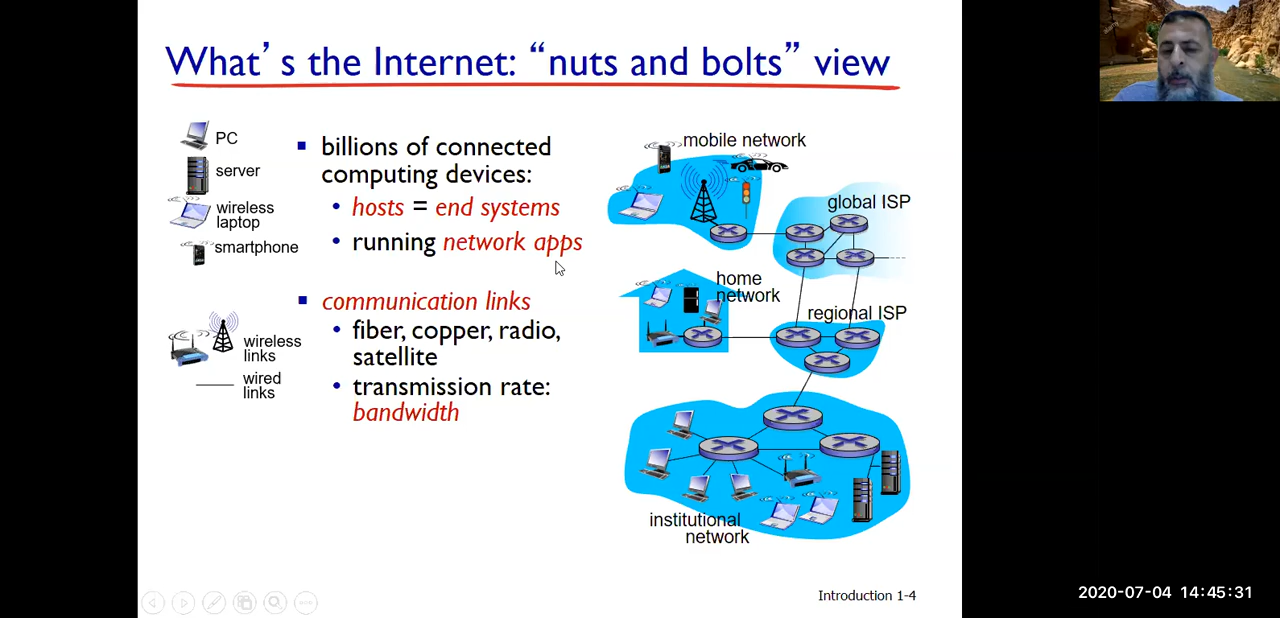 What's the Internet: “nuts and bolts” view
PC
server
wireless
laptop
smartphone
wireless
links
wired
links
▪ billions of connected
computing devices:
• hosts = end systems
• running network apps
▪ communication links
• fiber, copper, radio,
satellite
• transmission rate:
bandwidth
mobile network
global ISP
home
network
regional ISP
institutional
network
Introduction 1-4
2020-07-04 14:45:31